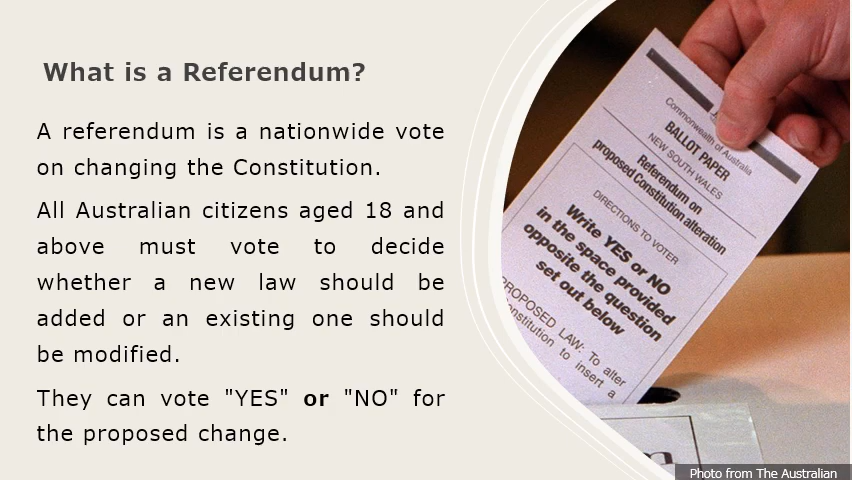 What is a Referendum?
A referendum is a nationwide vote
on changing the Constitution.
All Australian citizens aged 18 and
above must vote to decide
whether a new law should be
added or an existing one should
be modified.
They can vote "YES" or "NO" for
the proposed change.
Commonwealth of Australia
BALLOT PAPER
NEW SOUTH WALES
Referendum on
proposed Constitution alteration
DIRECTIONS TO VOTER
Write YES or NO
in the space provided
opposite the question
set out below
PROPOSED LAW: To alter
Constitution to insert a
Photo from The Australian